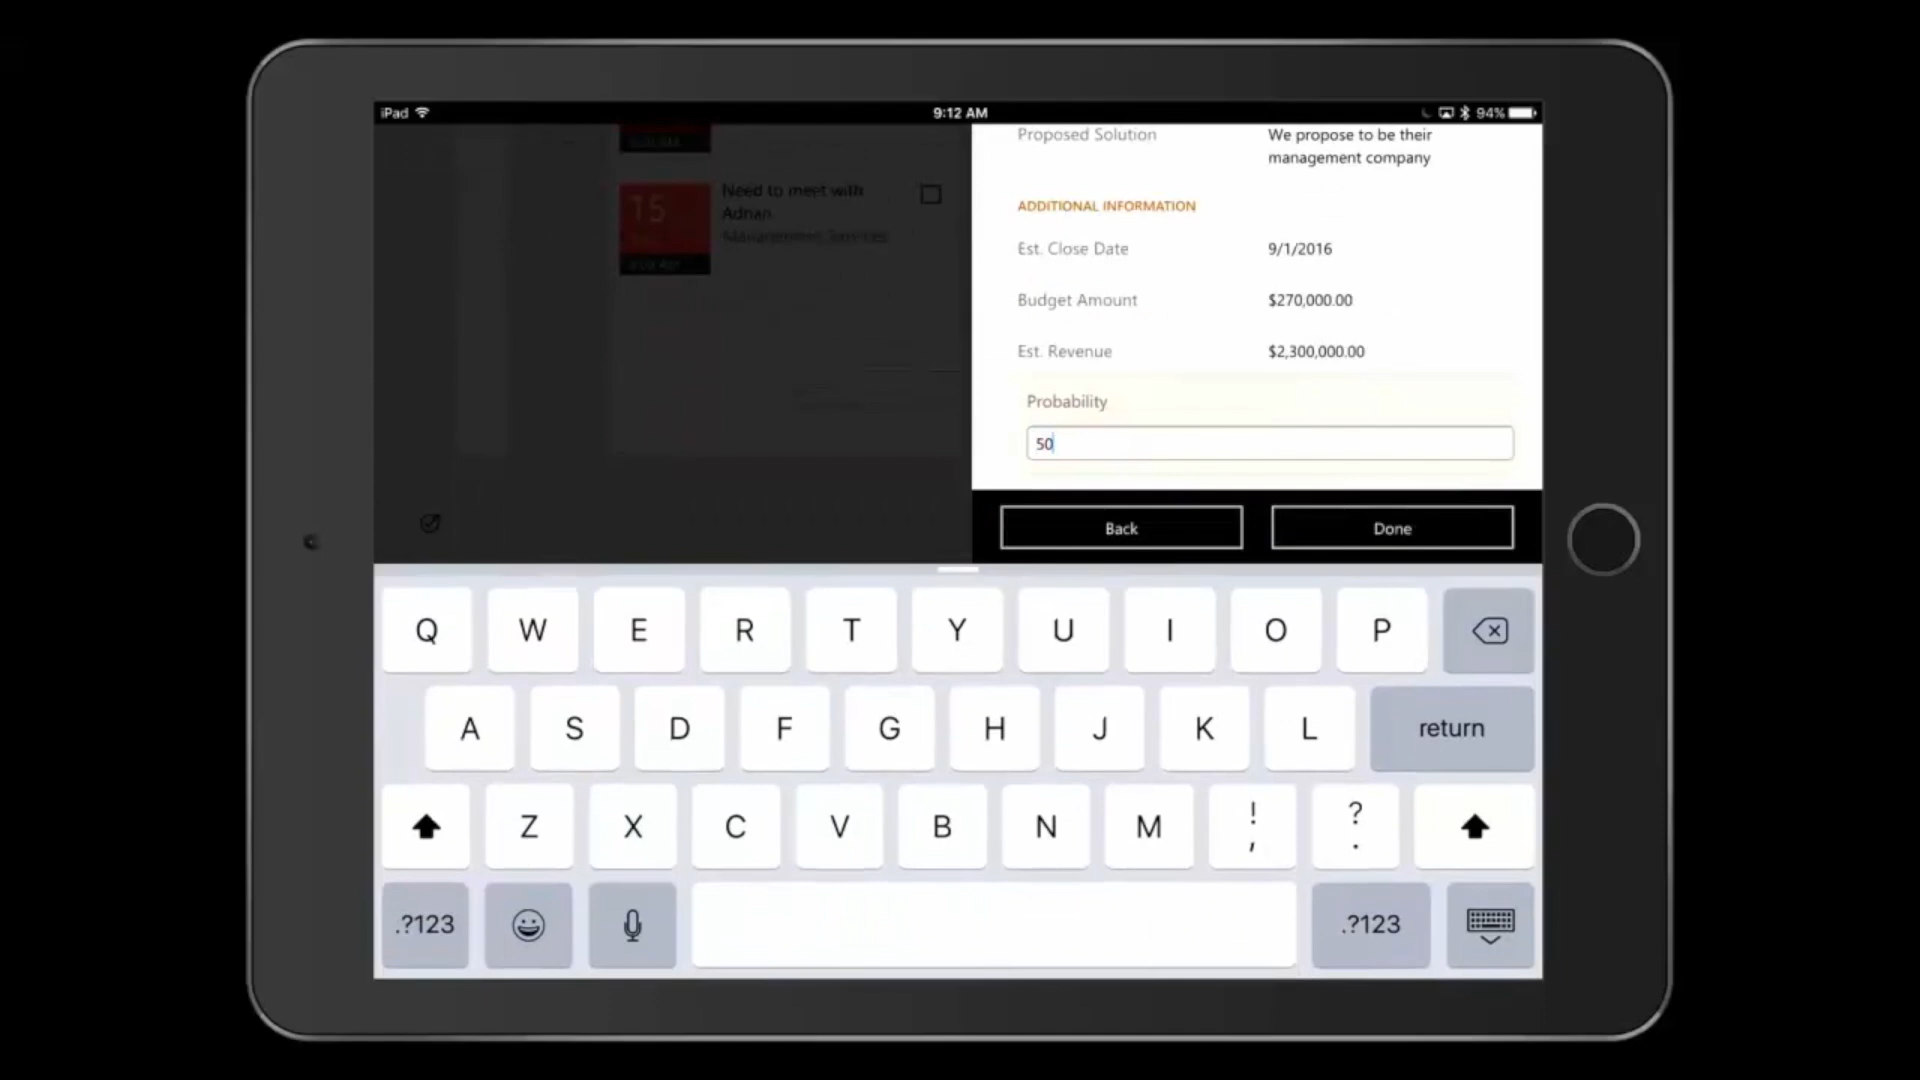 iPad 9:12 AM 94%
Proposed Solution We propose to be their
management company
Need to meet with
Adnan
Management Services
15
ADDITIONAL INFORMATION
Est. Close Date 9/1/2016
Budget Amount $270,000.00
Est. Revenue $2,300,000.00
Probability
50
Back Done
Q W E R T Y U I O P
A S D F G H J K L return
Z X C V B N M ! , ? .
.?123 .?123